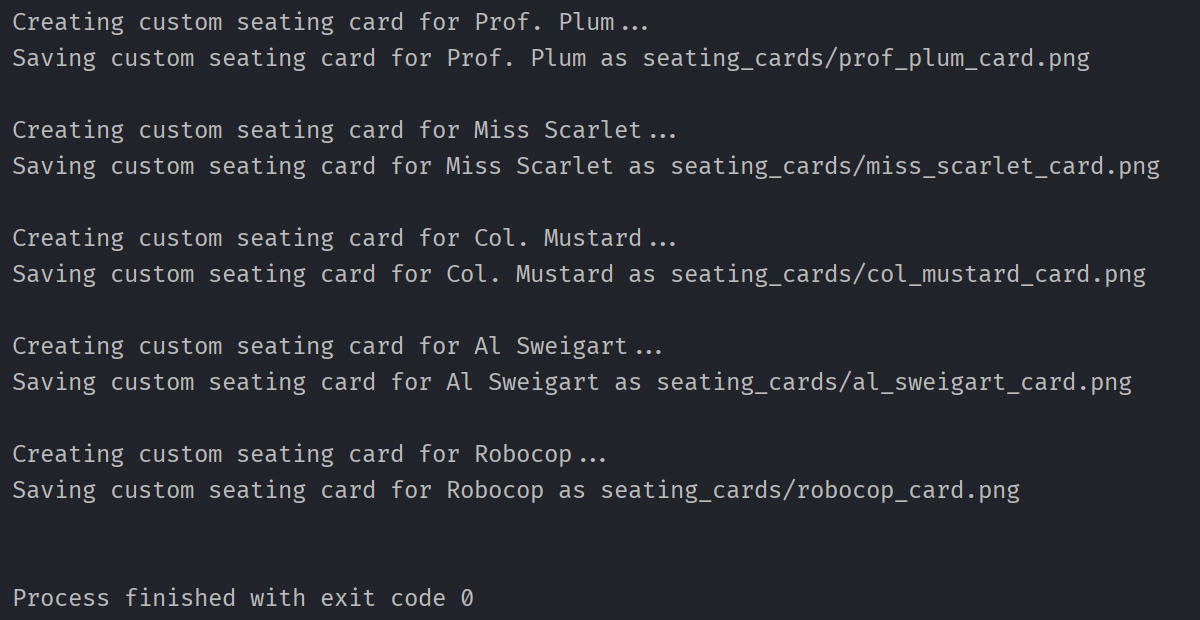 Creating custom seating card for Prof. Plum...
Saving custom seating card for Prof. Plum as seating_cards/prof_plum_card.png
Creating custom seating card for Miss Scarlet...
Saving custom seating card for Miss Scarlet as seating_cards/miss_scarlet_card.png
Creating custom seating card for Col. Mustard...
Saving custom seating card for Col. Mustard as seating_cards/col_mustard_card.png
Creating custom seating card for Al Sweigart...
Saving custom seating card for Al Sweigart as seating_cards/al_sweigart_card.png
Creating custom seating card for Robocop...
Saving custom seating card for Robocop as seating_cards/robocop_card.png
Process finished with exit code 0